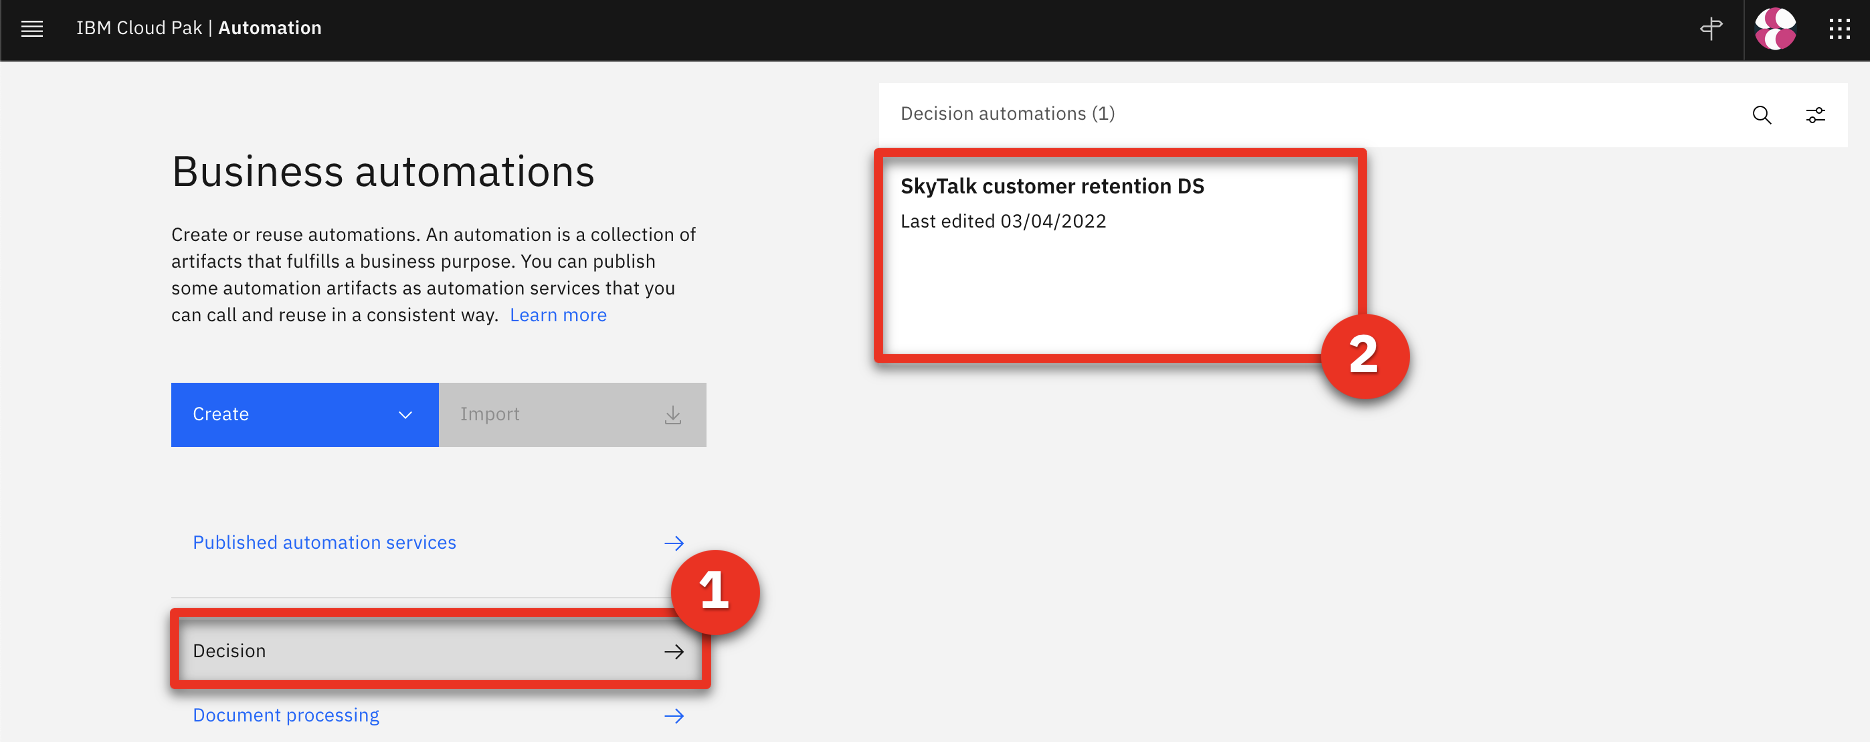 IBM Cloud Pak | Automation
Business automations
Create or reuse automations. An automation is a collection of
artifacts that fulfills a business purpose. You can publish
some automation artifacts as automation services that you
can call and reuse in a consistent way. Learn more
Create
Import
Published automation services
1
Decision
Document processing
Decision automations (1)
SkyTalk customer retention DS
Last edited 03/04/2022
2